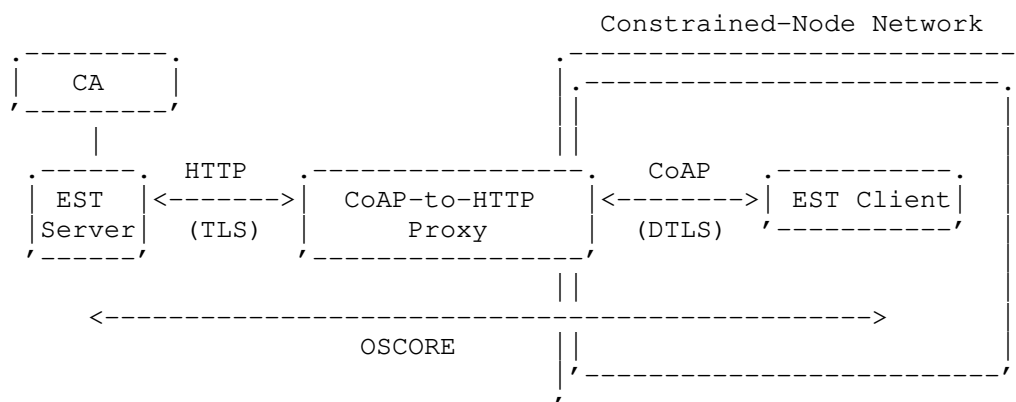 Constrained-Node Network
CA
HTTP CoAP
EST CoAP-to-HTTP EST Client
Server (TLS) Proxy (DTLS)
OSCORE